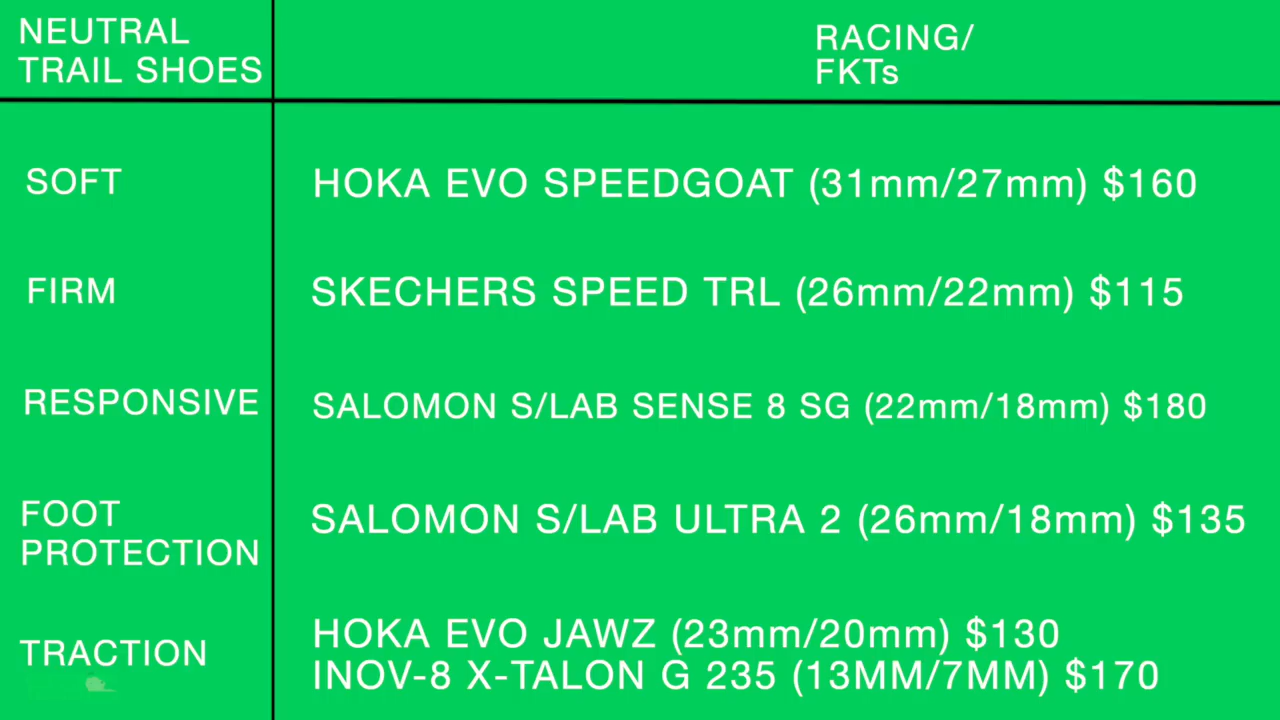 NEUTRAL
TRAIL SHOES
RACING/
FKTs
SOFT
HOKA EVO SPEEDGOAT (31mm/27mm) $160
FIRM
SKECHERS SPEED TRL (26mm/22mm) $115
RESPONSIVE
SALOMON S/LAB SENSE 8 SG (22mm/18mm) $180
FOOT
PROTECTION
SALOMON S/LAB ULTRA 2 (26mm/18mm) $135
TRACTION
HOKA EVO JAWZ (23mm/20mm) $130
INOV-8 X-TALON G 235 (13MM/7MM) $170